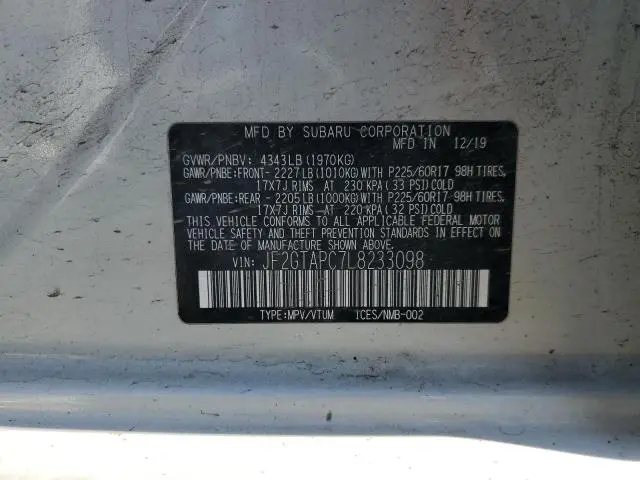 MFD BY SUBARU CORPORATION
MFD IN 12/19
GVWR/PNBV: 4343LB (1970KG)
GAWR/PNBE:FRONT- 2227LB (1010KG) WITH P225/60R17 98H TIRES,
17X7J RIMS AT 230 KPA (33 PSI) COLD
GAWR/PNBE:REAR - 2205LB (1000KG) WITH P225/60R17 98H TIRES,
17X7J RIMS AT 220 KPA (32 PSI) COLD
THIS VEHICLE CONFORMS TO ALL APPLICABLE FEDERAL MOTOR
VEHICLE SAFETY AND THEFT PREVENTION STANDARDS IN EFFECT
ON THE DATE OF MANUFACTURE SHOWN ABOVE.
VIN: JF2GTAPC7L8233098
TYPE:MPV/VTUM ICES/NMB-002